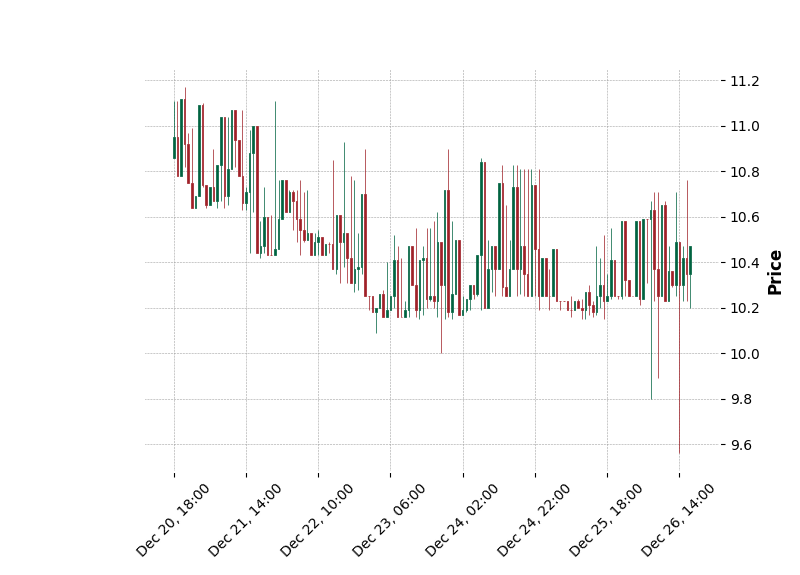 11.2
11.0
10.8
10.6
10.4
10.2
10.0
9.8
9.6
Price
Dec 20, 18:00
Dec 21, 14:00
Dec 22, 10:00
Dec 23, 06:00
Dec 24, 02:00
Dec 24, 22:00
Dec 25, 18:00
Dec 26, 14:00